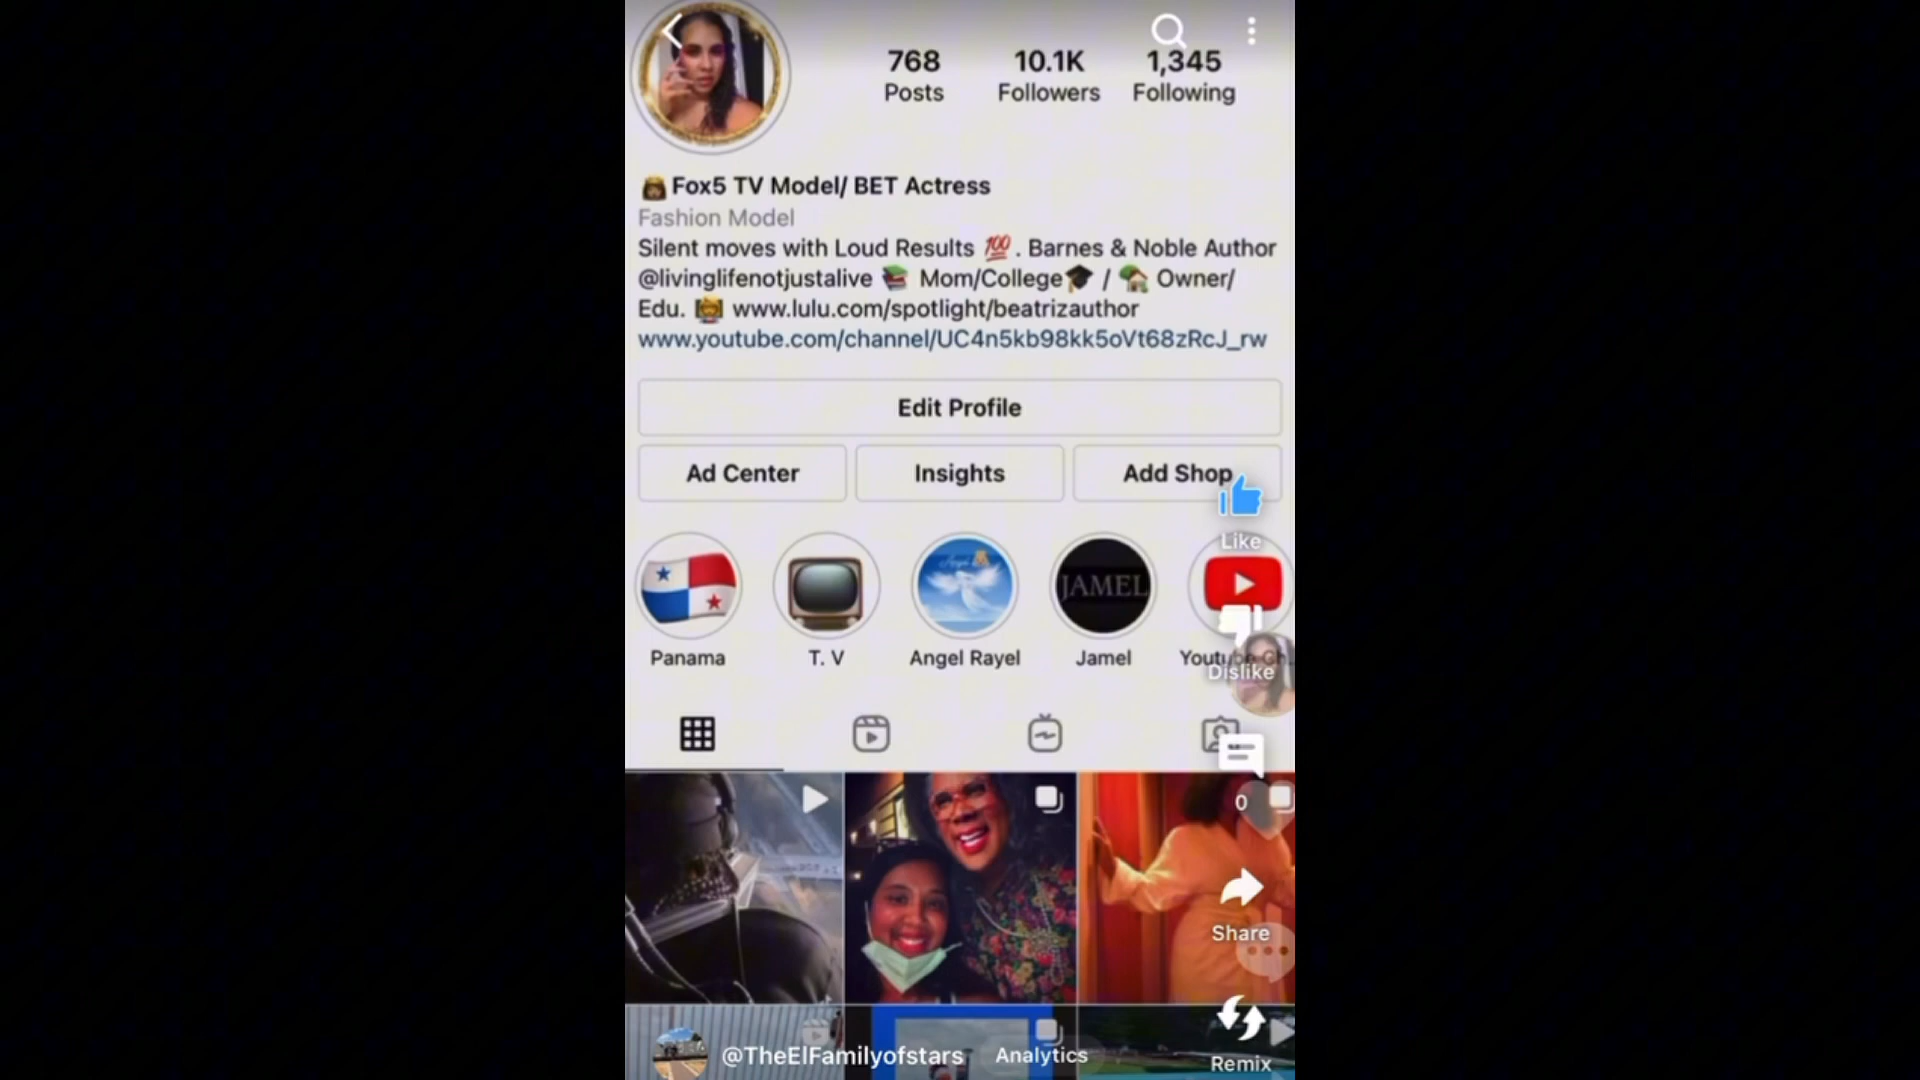 768 10.1K 1,345
Posts Followers Following
Fox5 TV Model/ BET Actress
Fashion Model
Silent moves with Loud Results 💯 . Barnes & Noble Author
@livinglifenotjustalive 📚 Mom/College🎓 / 🏡 Owner/
Edu. www.lulu.com/spotlight/beatrizauthor
www.youtube.com/channel/UC4n5kb98kk5oVt68zRcJ_rw
Edit Profile
Ad Center Insights Add Shop
Like
JAMEL
Panama T. V Angel Rayel Jamel Youtube Ch...
Dislike
0
Share
@TheElFamilyofstars Analytics
Remix